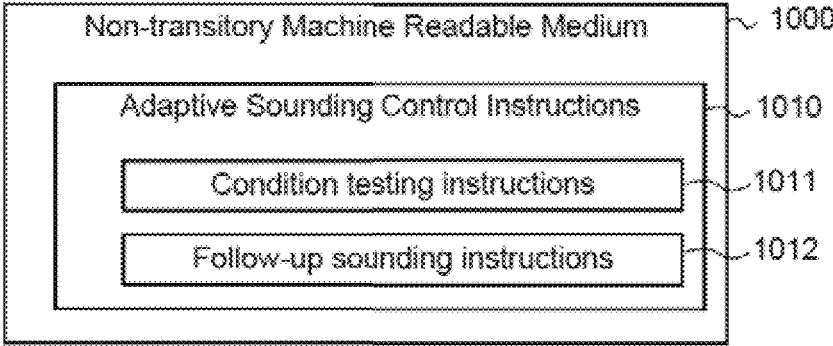 Non-transitory Machine Readable Medium 1000
Adaptive Sounding Control Instructions 1010
Condition testing instructions 1011
Follow-up sounding instructions 1012